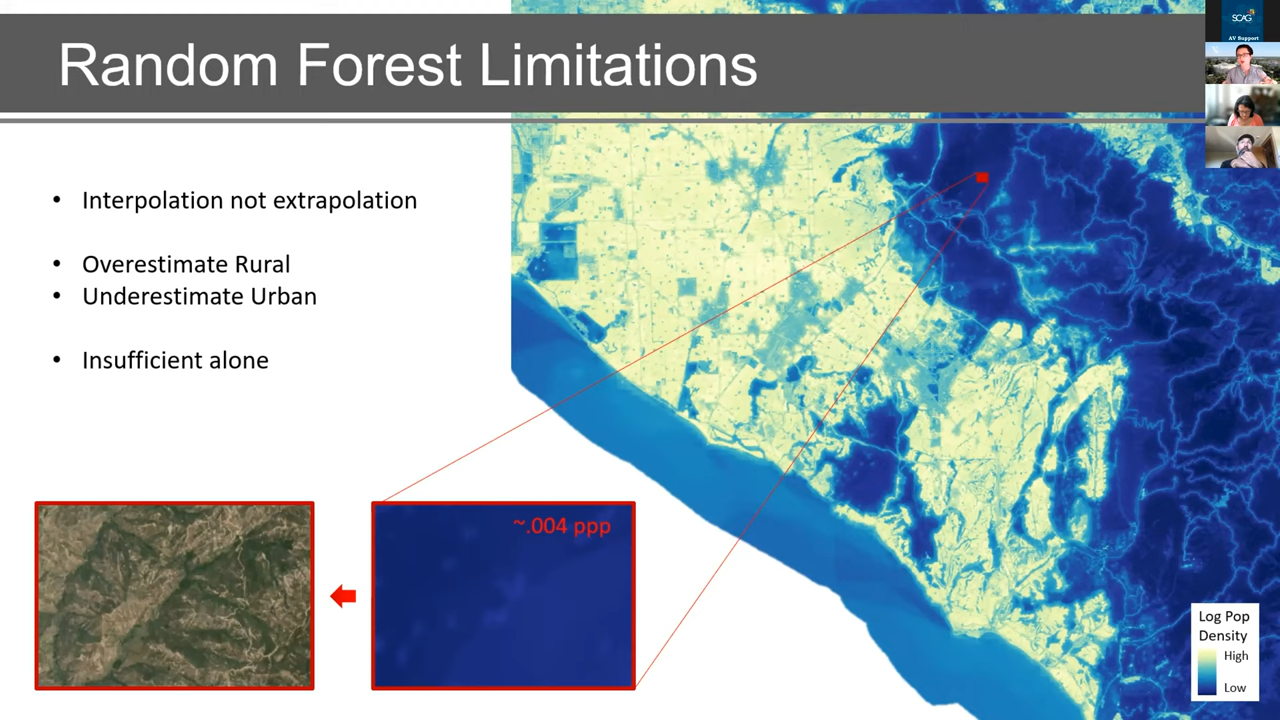 Random Forest Limitations
SCAG
AV Support
• Interpolation not extrapolation
• Overestimate Rural
• Underestimate Urban
• Insufficient alone
~.004 ppp
Log Pop
Density
High
Low